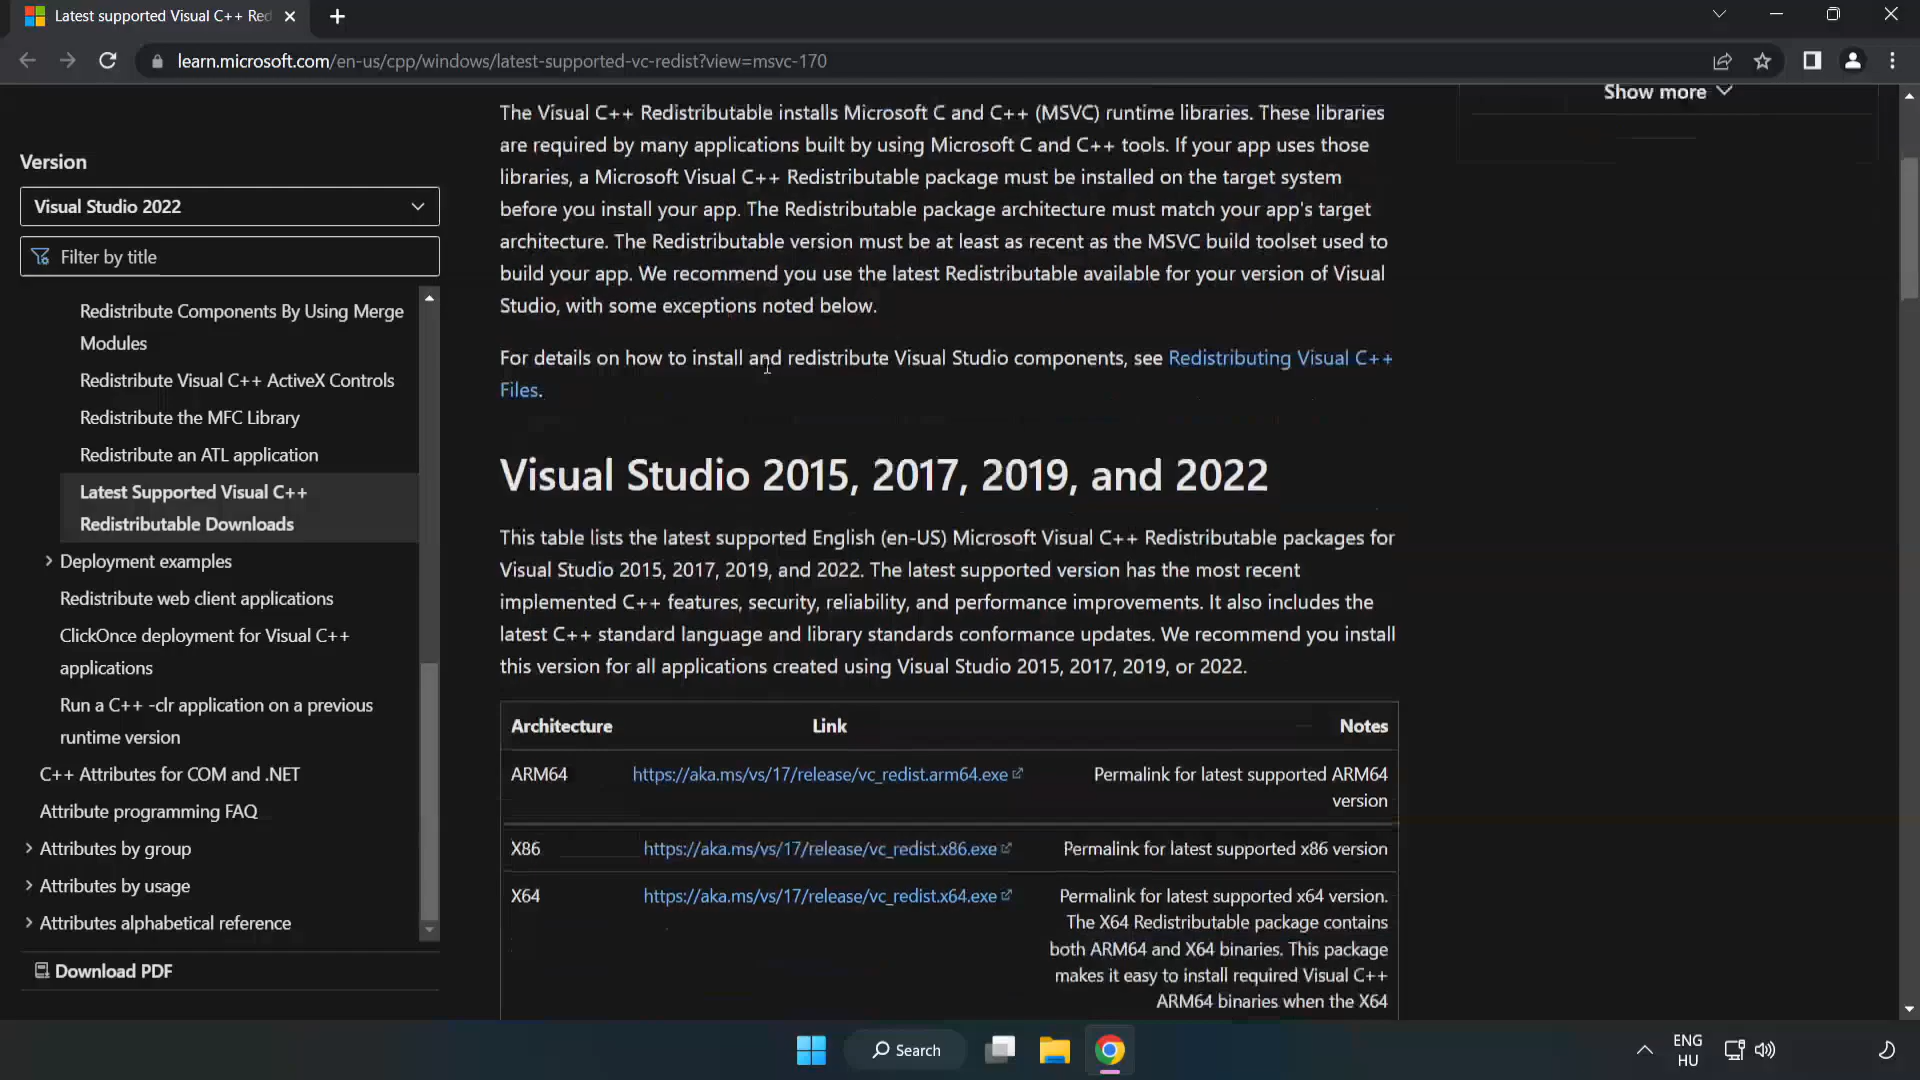 Latest supported Visual C++ Red
learn.microsoft.com/en-us/cpp/windows/latest-supported-vc-redist?view=msvc-170
Version
Visual Studio 2022
Filter by title
Redistribute Components By Using Merge
Modules
Redistribute Visual C++ ActiveX Controls
Redistribute the MFC Library
Redistribute an ATL application
Latest Supported Visual C++
Redistributable Downloads
Deployment examples
Redistribute web client applications
ClickOnce deployment for Visual C++
applications
Run a C++ -clr application on a previous
runtime version
C++ Attributes for COM and .NET
Attribute programming FAQ
Attributes by group
Attributes by usage
Attributes alphabetical reference
Download PDF
The Visual C++ Redistributable installs Microsoft C and C++ (MSVC) runtime libraries. These libraries
are required by many applications built by using Microsoft C and C++ tools. If your app uses those
libraries, a Microsoft Visual C++ Redistributable package must be installed on the target system
before you install your app. The Redistributable package architecture must match your app's target
architecture. The Redistributable version must be at least as recent as the MSVC build toolset used to
build your app. We recommend you use the latest Redistributable available for your version of Visual
Studio, with some exceptions noted below.
For details on how to install and redistribute Visual Studio components, see Redistributing Visual C++
Files.
Visual Studio 2015, 2017, 2019, and 2022
This table lists the latest supported English (en-US) Microsoft Visual C++ Redistributable packages for
Visual Studio 2015, 2017, 2019, and 2022. The latest supported version has the most recent
implemented C++ features, security, reliability, and performance improvements. It also includes the
latest C++ standard language and library standards conformance updates. We recommend you install
this version for all applications created using Visual Studio 2015, 2017, 2019, or 2022.
Architecture Link Notes
ARM64 https://aka.ms/vs/17/release/vc_redist.arm64.exe Permalink for latest supported ARM64
version
X86 https://aka.ms/vs/17/release/vc_redist.x86.exe Permalink for latest supported x86 version
X64 https://aka.ms/vs/17/release/vc_redist.x64.exe Permalink for latest supported x64 version.
The X64 Redistributable package contains
both ARM64 and X64 binaries. This package
makes it easy to install required Visual C++
ARM64 binaries when the X64
Show more
Search
ENG
HU